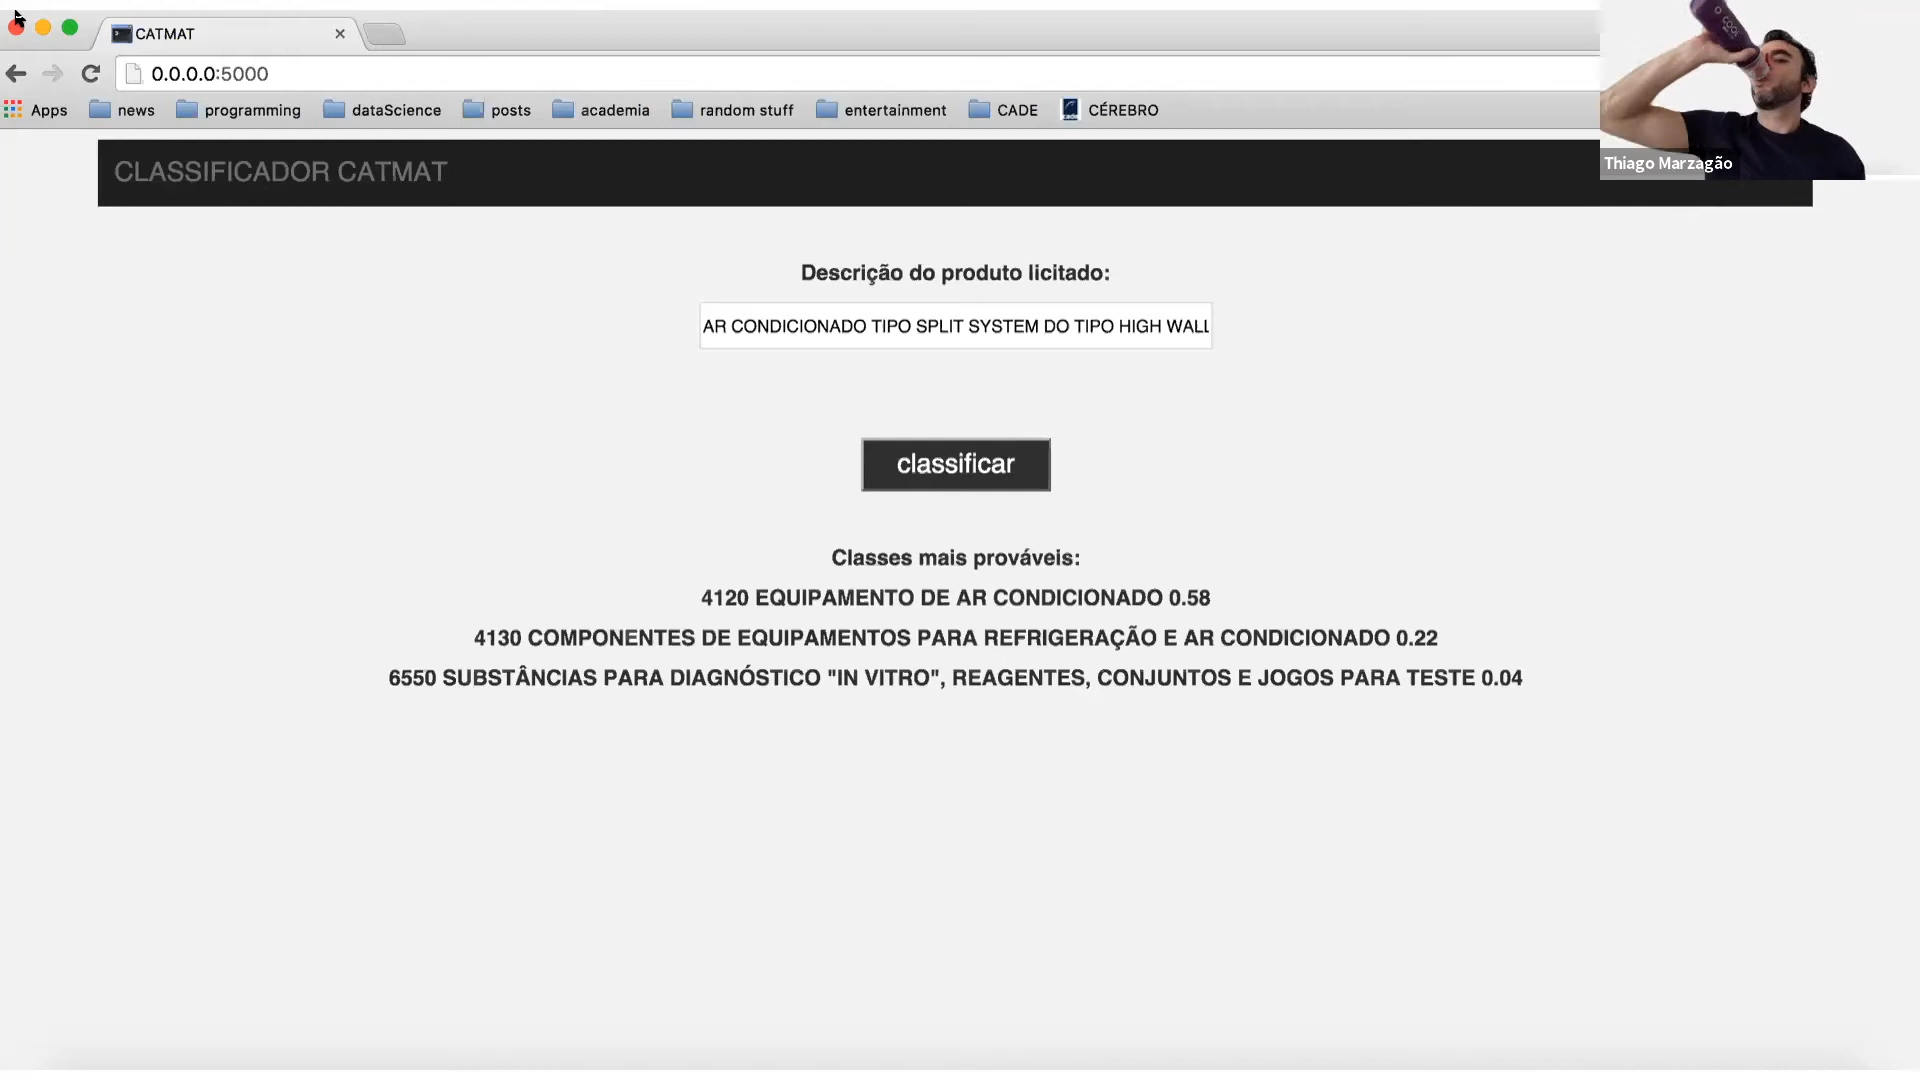 CATMAT
0.0.0.0:5000
Apps news programming dataScience posts academia random stuff entertainment CADE CÉREBRO
Thiago Marzagão
CLASSIFICADOR CATMAT
Descrição do produto licitado:
AR CONDICIONADO TIPO SPLIT SYSTEM DO TIPO HIGH WALL
classificar
Classes mais prováveis:
4120 EQUIPAMENTO DE AR CONDICIONADO 0.58
4130 COMPONENTES DE EQUIPAMENTOS PARA REFRIGERAÇÃO E AR CONDICIONADO 0.22
6550 SUBSTÂNCIAS PARA DIAGNÓSTICO "IN VITRO", REAGENTES, CONJUNTOS E JOGOS PARA TESTE 0.04